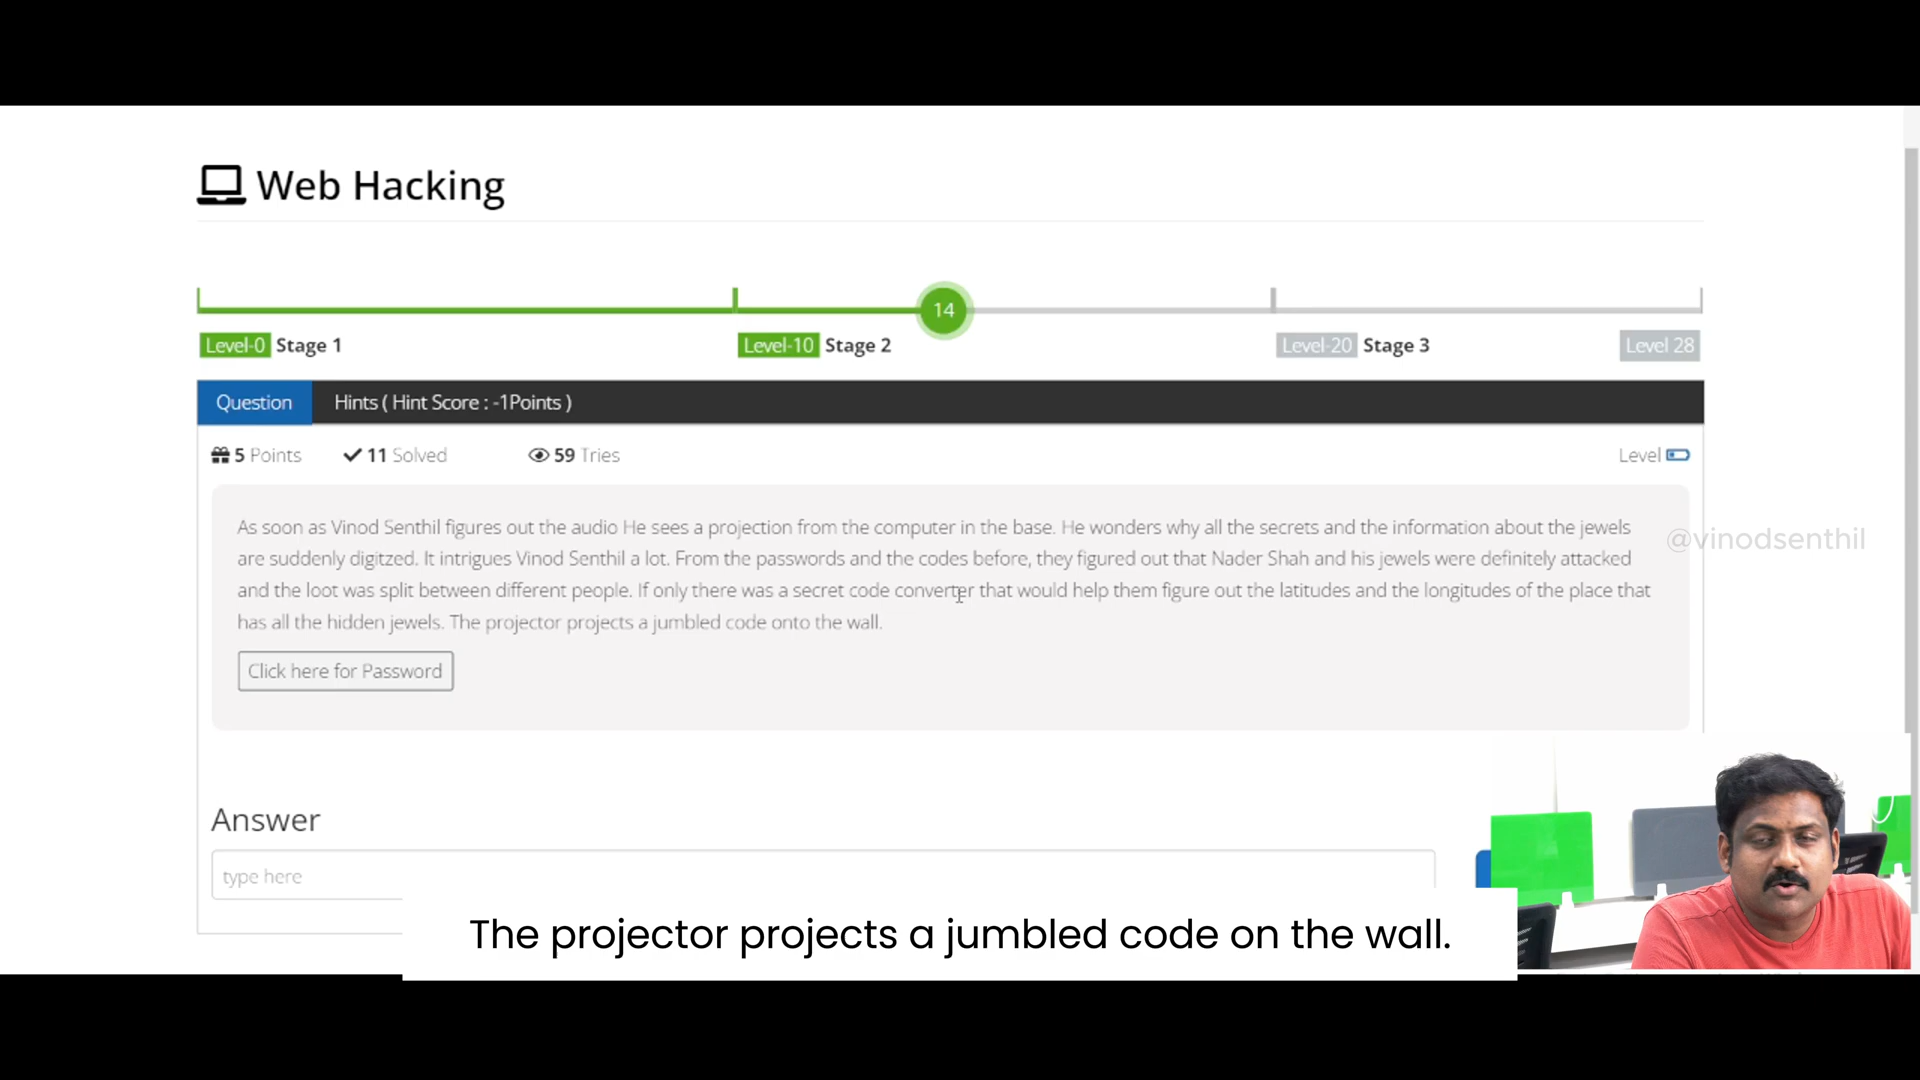 Web Hacking
14
Level-0 Stage 1
Level-10 Stage 2
Level-20 Stage 3
Level 28
Question
Hints ( Hint Score : -1Points )
5 Points
11 Solved
59 Tries
Level
As soon as Vinod Senthil figures out the audio He sees a projection from the computer in the base. He wonders why all the secrets and the information about the jewels
are suddenly digitzed. It intrigues Vinod Senthil a lot. From the passwords and the codes before, they figured out that Nader Shah and his jewels were definitely attacked
and the loot was split between different people. If only there was a secret code converter that would help them figure out the latitudes and the longitudes of the place that
has all the hidden jewels. The projector projects a jumbled code onto the wall.
@vinodsenthil
Click here for Password
Answer
type here
The projector projects a jumbled code on the wall.